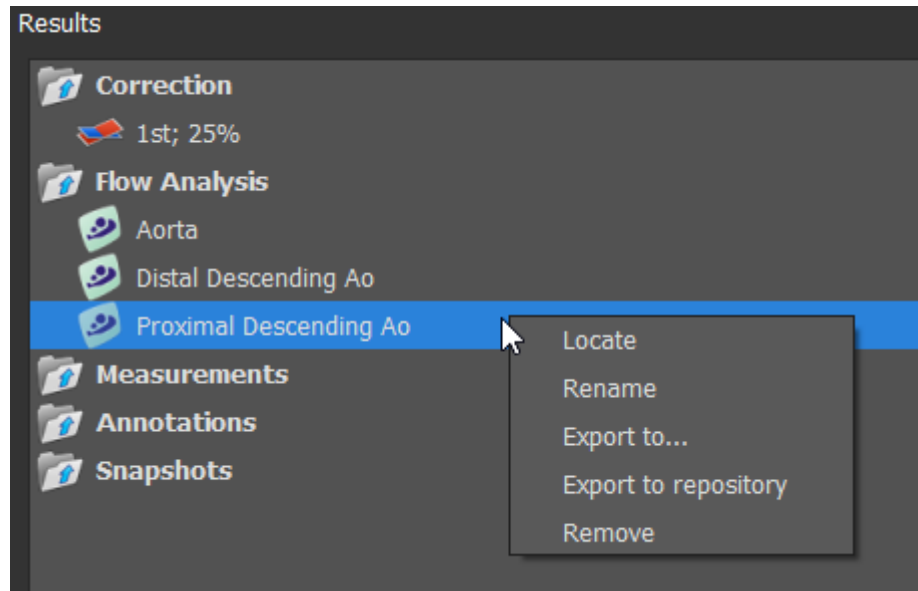 Results
Correction
1st; 25%
Flow Analysis
Aorta
Distal Descending Ao
Proximal Descending Ao
Measurements
Annotations
Snapshots
Locate
Rename
Export to...
Export to repository
Remove